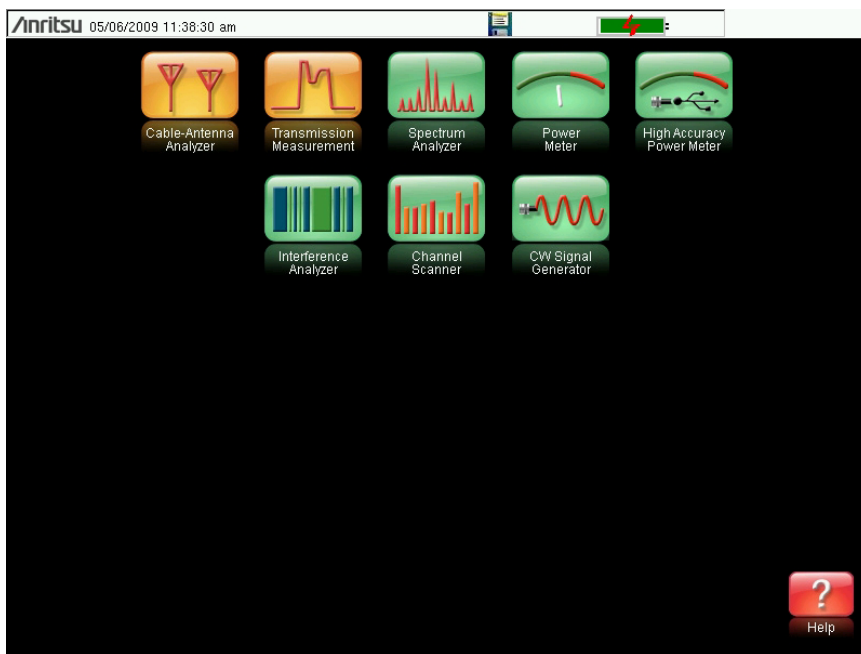 Anritsu 05/06/2009 11:38:30 am
Cable-Antenna
Analyzer
Transmission
Measurement
Spectrum
Analyzer
Power
Meter
High Accuracy
Power Meter
Interference
Analyzer
Channel
Scanner
CW Signal
Generator
?
Help